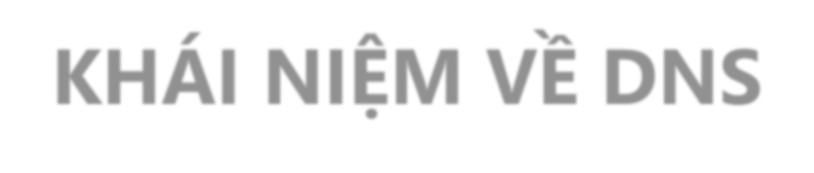 KHÁI NIỆM VỀ DNS